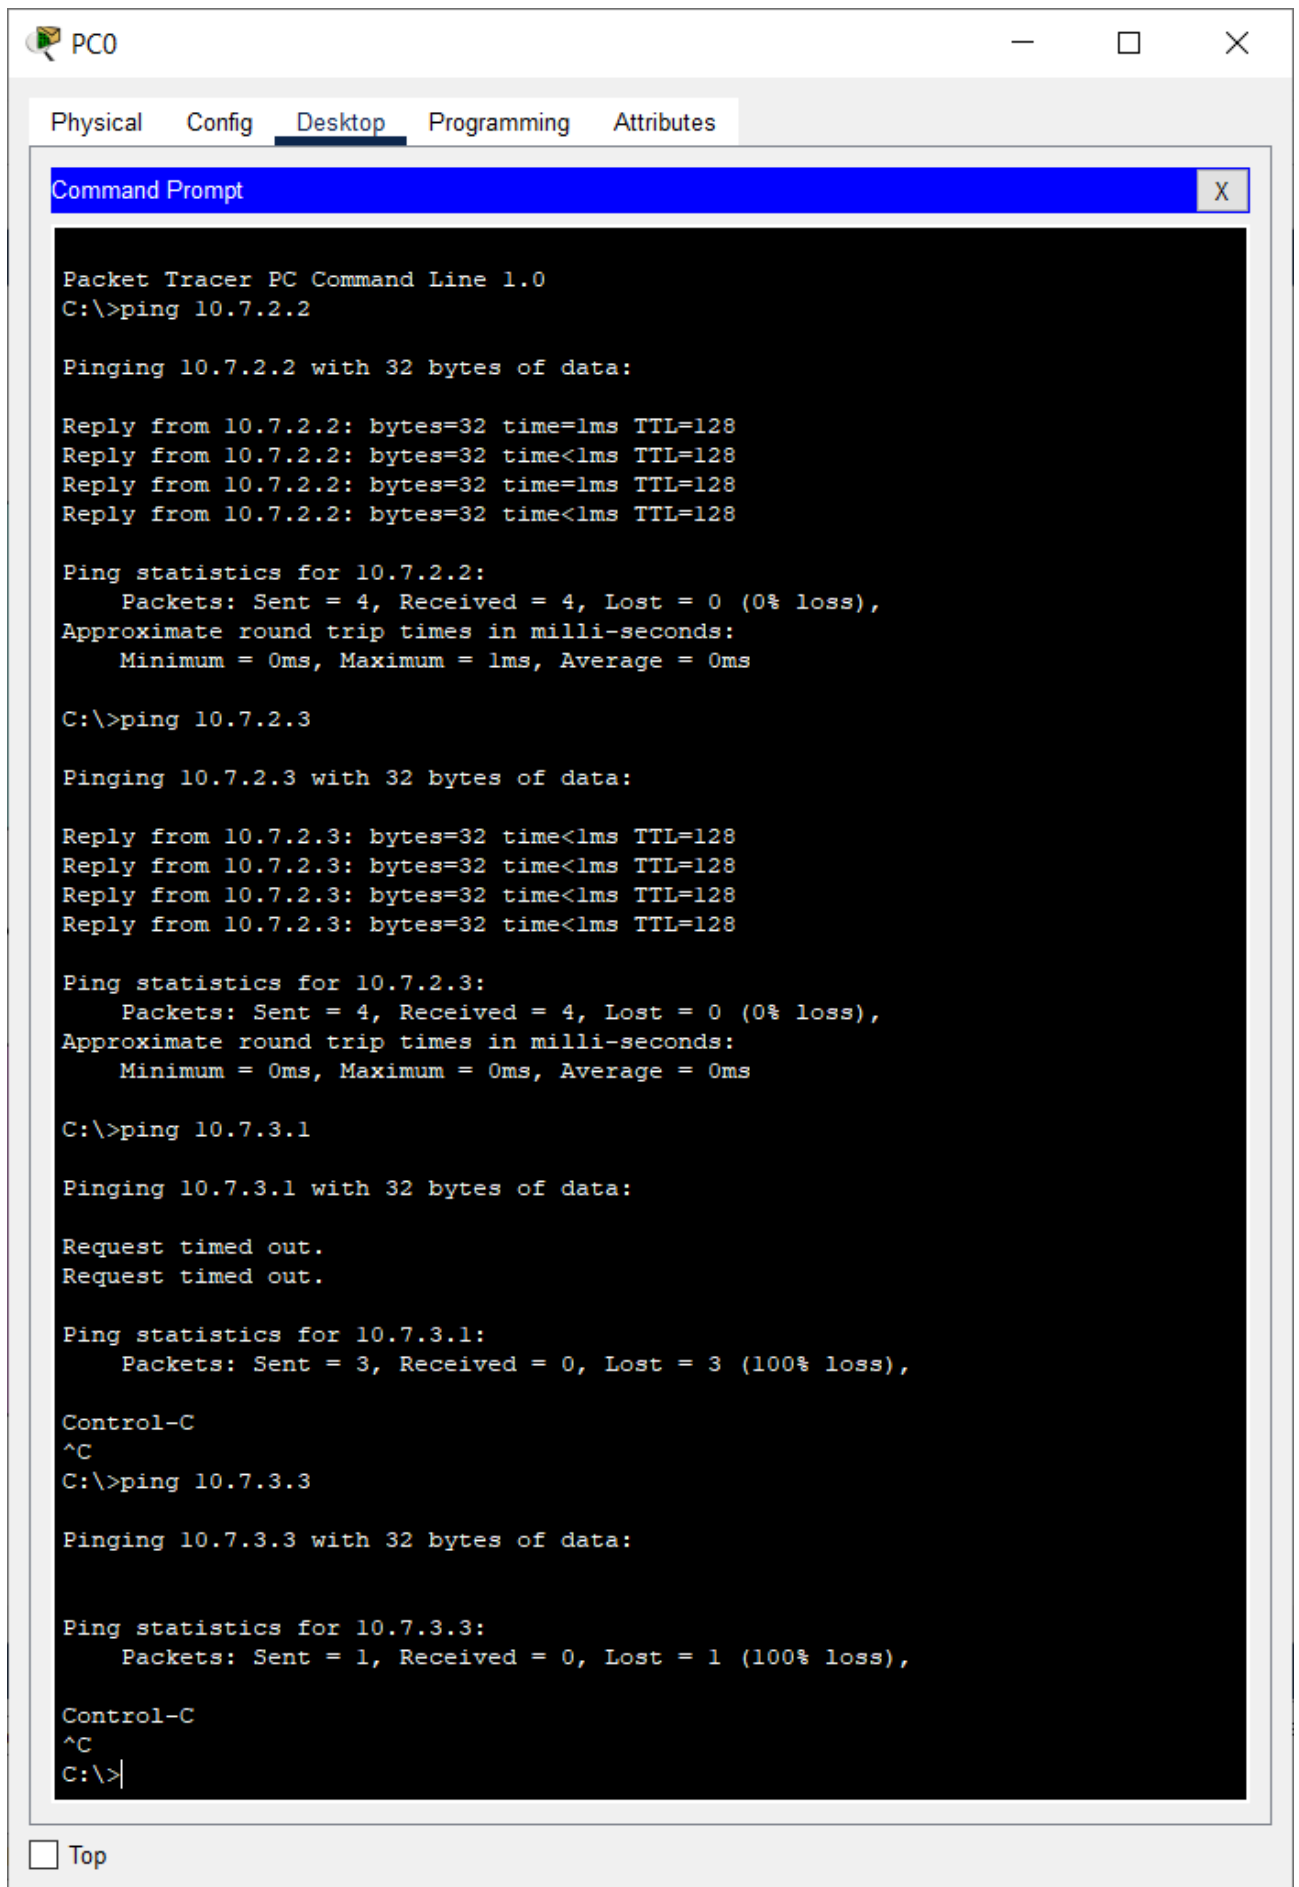 PC0
Physical Config Desktop Programming Attributes
Command Prompt X
Packet Tracer PC Command Line 1.0
C:\>ping 10.7.2.2
Pinging 10.7.2.2 with 32 bytes of data:
Reply from 10.7.2.2: bytes=32 time=1ms TTL=128
Reply from 10.7.2.2: bytes=32 time<1ms TTL=128
Reply from 10.7.2.2: bytes=32 time=1ms TTL=128
Reply from 10.7.2.2: bytes=32 time<1ms TTL=128
Ping statistics for 10.7.2.2:
    Packets: Sent = 4, Received = 4, Lost = 0 (0% loss),
Approximate round trip times in milli-seconds:
    Minimum = 0ms, Maximum = 1ms, Average = 0ms
C:\>ping 10.7.2.3
Pinging 10.7.2.3 with 32 bytes of data:
Reply from 10.7.2.3: bytes=32 time<1ms TTL=128
Reply from 10.7.2.3: bytes=32 time<1ms TTL=128
Reply from 10.7.2.3: bytes=32 time<1ms TTL=128
Reply from 10.7.2.3: bytes=32 time<1ms TTL=128
Ping statistics for 10.7.2.3:
    Packets: Sent = 4, Received = 4, Lost = 0 (0% loss),
Approximate round trip times in milli-seconds:
    Minimum = 0ms, Maximum = 0ms, Average = 0ms
C:\>ping 10.7.3.1
Pinging 10.7.3.1 with 32 bytes of data:
Request timed out.
Request timed out.
Ping statistics for 10.7.3.1:
    Packets: Sent = 3, Received = 0, Lost = 3 (100% loss),
Control-C
^C
C:\>ping 10.7.3.3
Pinging 10.7.3.3 with 32 bytes of data:
Ping statistics for 10.7.3.3:
    Packets: Sent = 1, Received = 0, Lost = 1 (100% loss),
Control-C
^C
C:\>
Top